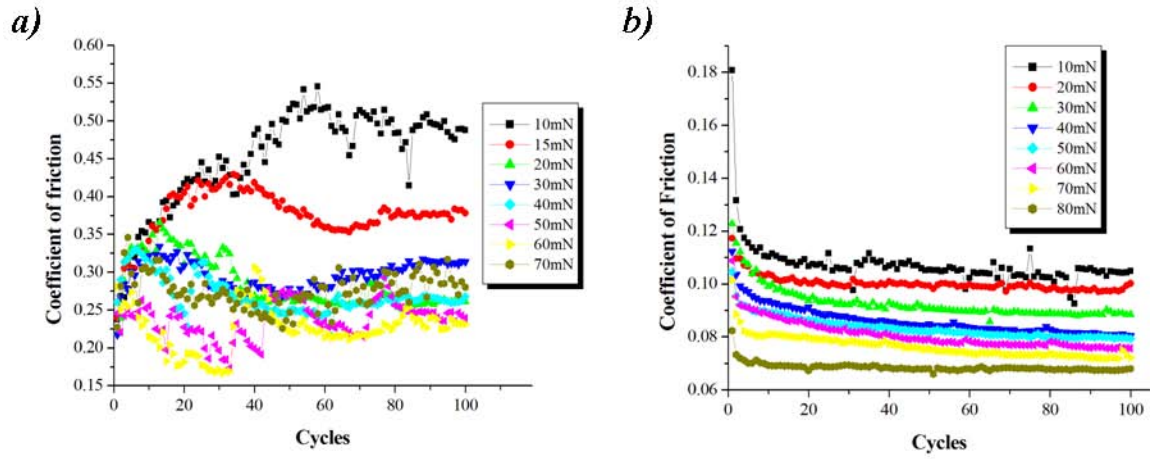 a)
0.60
0.55
0.50
0.45
0.40
0.35
0.30
0.25
0.20
0.15
Coefficient of friction
0 20 40 60 80 100
Cycles
10mN
15mN
20mN
30mN
40mN
50mN
60mN
70mN
b)
0.18
0.16
0.14
0.12
0.10
0.08
0.06
Coefficient of Friction
0 20 40 60 80 100
Cycles
10mN
20mN
30mN
40mN
50mN
60mN
70mN
80mN